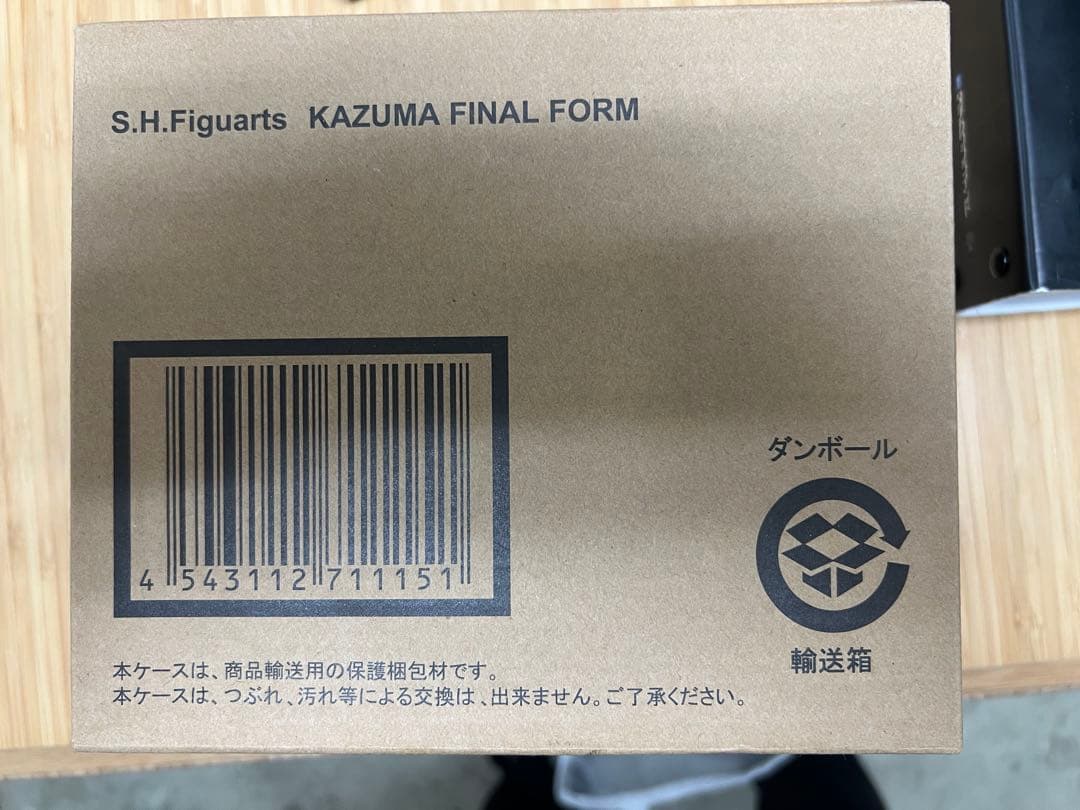 S.H.Figuarts KAZUMA FINAL FORM
4 543112 711151
ダンボール
輸送箱
本ケースは、商品輸送用の保護梱包材です。
本ケースは、つぶれ、汚れ等による交換は、出来ません。ご了承ください。